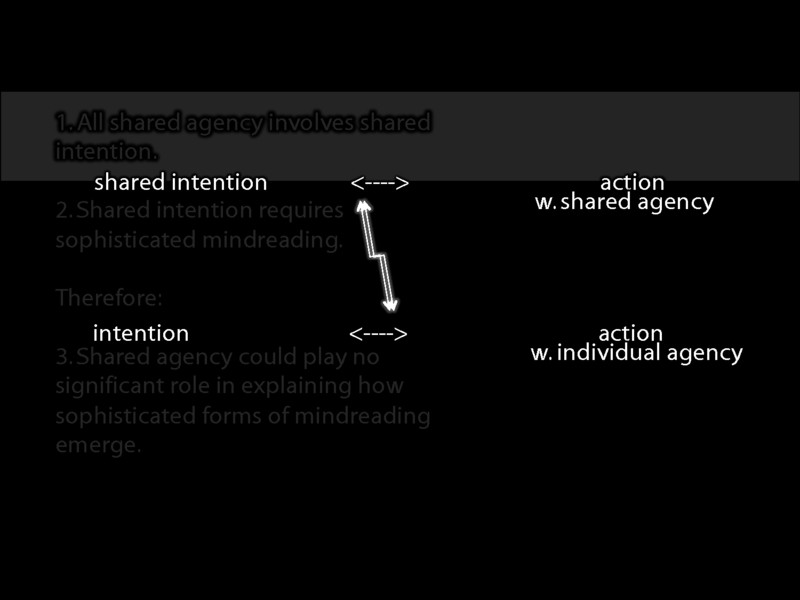 1. All shared agency involves shared
intention.
shared intention <----> action
w. shared agency
2. Shared intention requires
sophisticated mindreading.
Therefore:
intention <----> action
w. individual agency
3. Shared agency could play no
significant role in explaining how
sophisticated forms of mindreading
emerge.